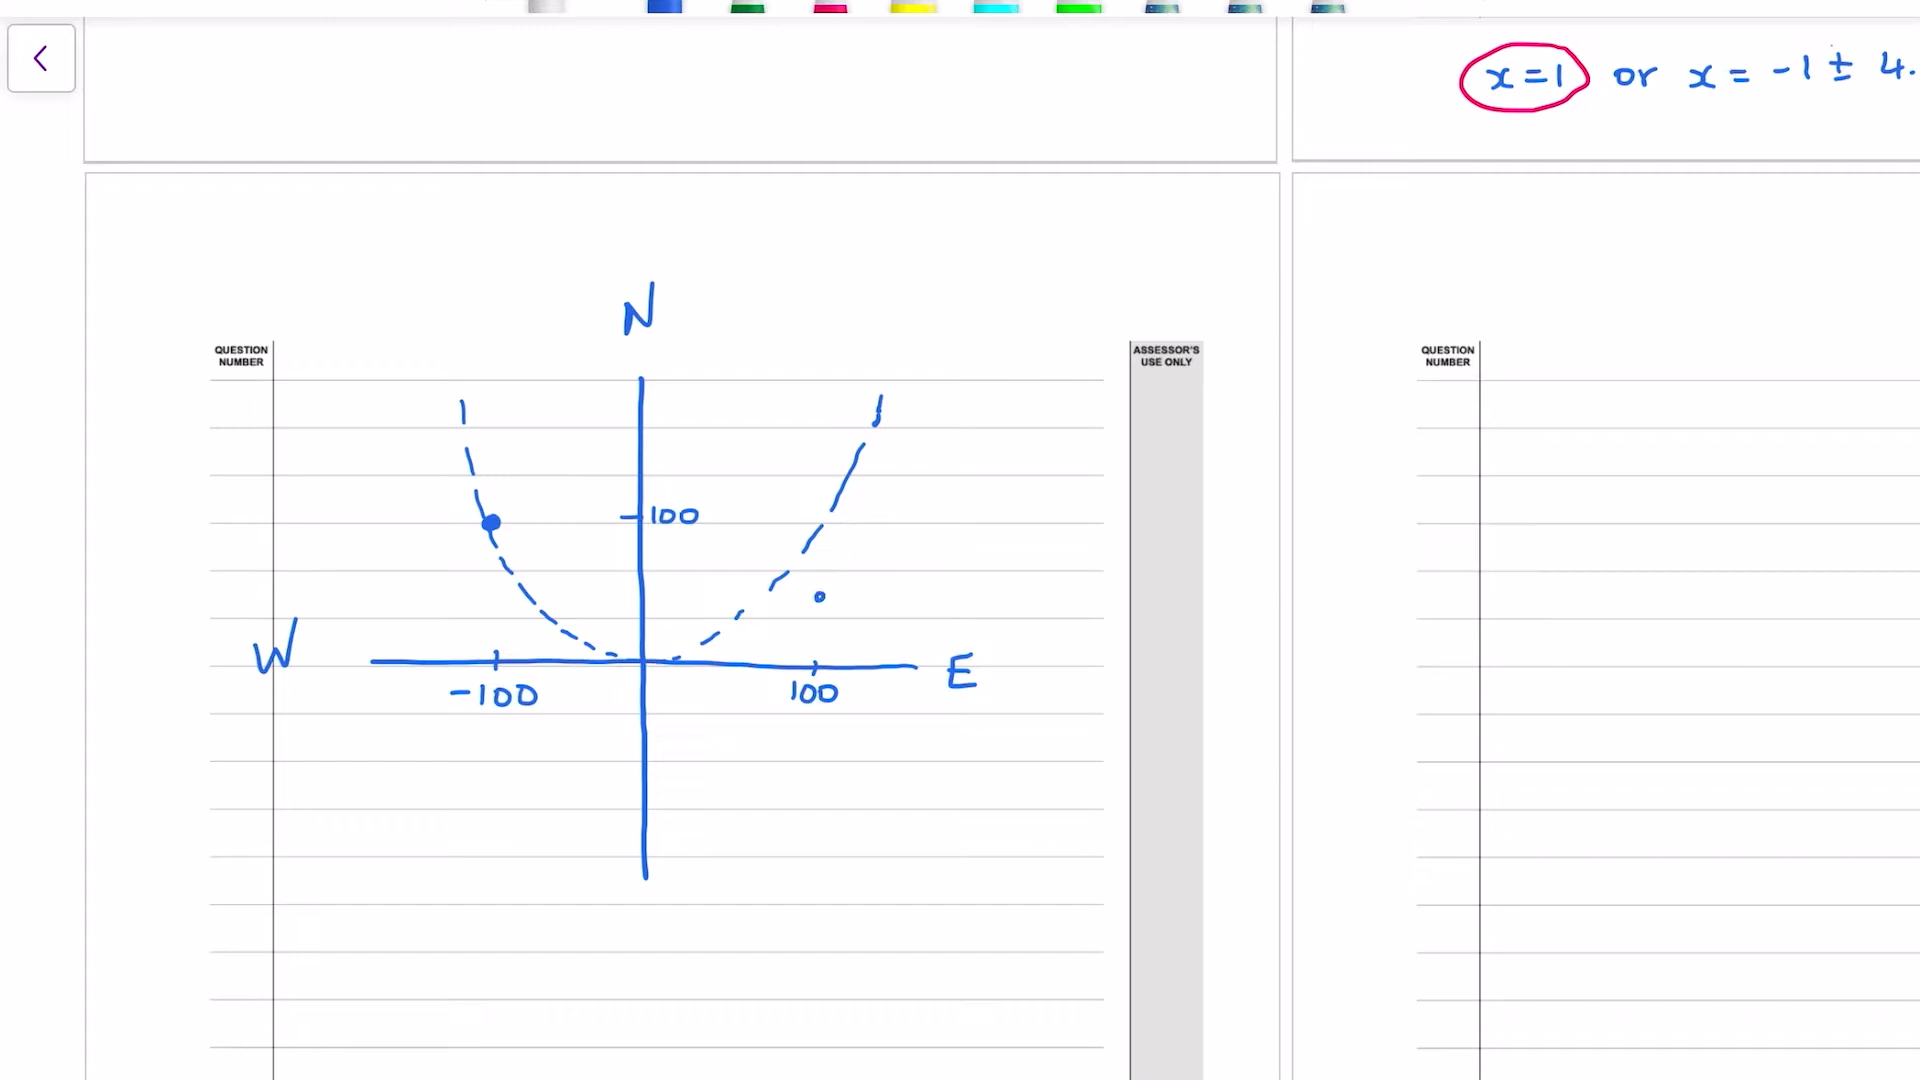 x=1 or x = -1 ± 4.
N
QUESTION NUMBER
ASSESSOR'S USE ONLY
QUESTION NUMBER
100
W
E
-100
100